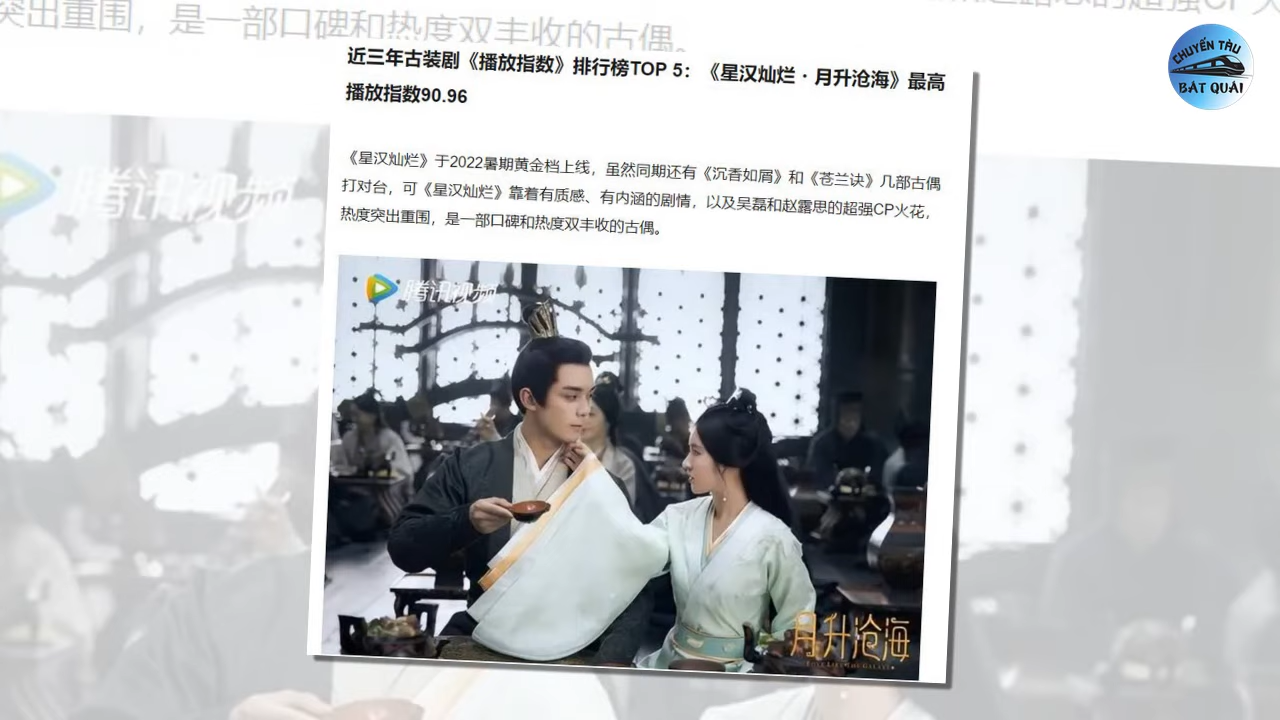 突出重围，是一部口碑和热度双丰收的古偶。
CHUYẾN TÀU
BÁT QUÁI
近三年古装剧《播放指数》排行榜TOP 5：《星汉灿烂·月升沧海》最高
播放指数90.96
《星汉灿烂》于2022暑期黄金档上线，虽然同期还有《沉香如屑》和《苍兰诀》几部古偶
打对台，可《星汉灿烂》靠着有质感、有内涵的剧情，以及吴磊和赵露思的超强CP火花，
热度突出重围，是一部口碑和热度双丰收的古偶。
腾讯视频
腾讯视频
月升沧海
LOVE LIKE THE GALAXY